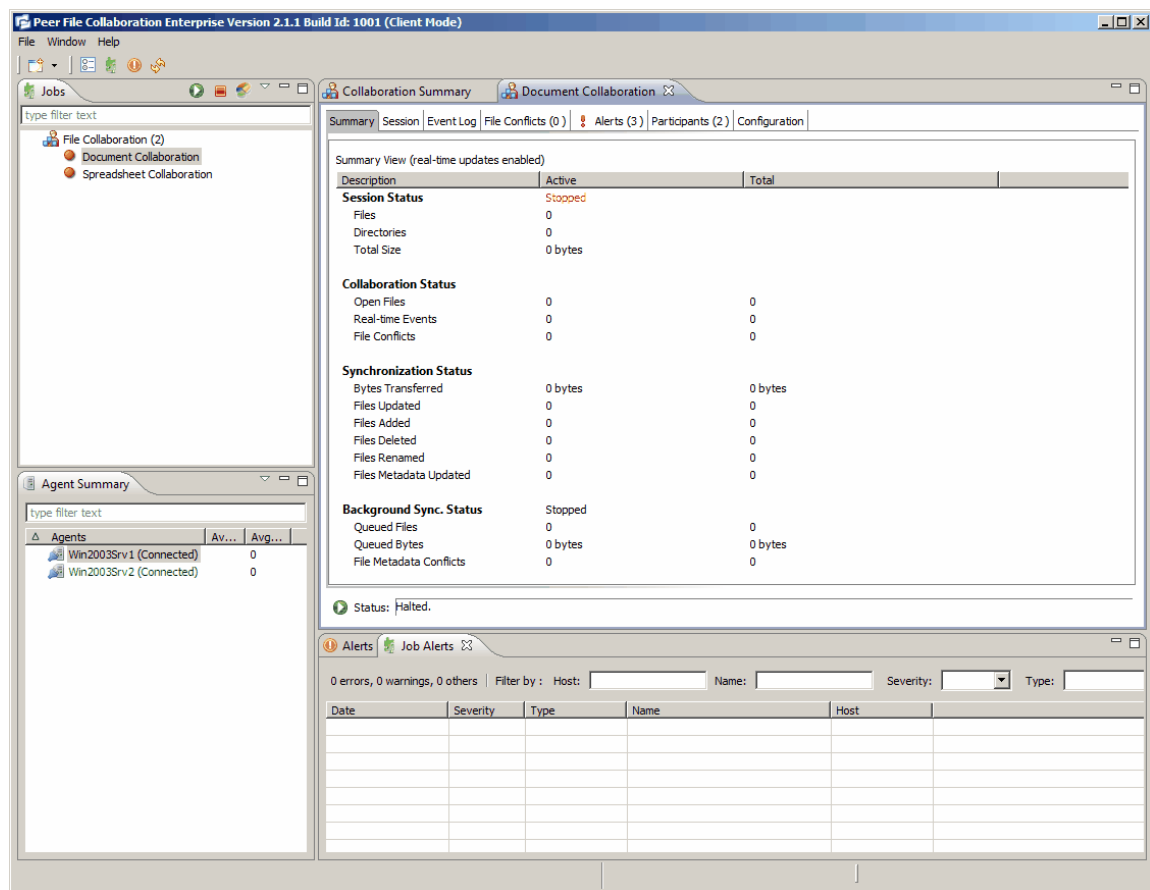 Peer File Collaboration Enterprise Version 2.1.1 Build Id: 1001 (Client Mode)
File Window Help
Jobs
type filter text
File Collaboration (2)
Document Collaboration
Spreadsheet Collaboration
Agent Summary
type filter text
Agents Av... Avg...
Win2003Srv1 (Connected) 0
Win2003Srv2 (Connected) 0
Collaboration Summary Document Collaboration
Summary Session Event Log File Conflicts (0) Alerts (3) Participants (2) Configuration
Summary View (real-time updates enabled)
Description Active Total
Session Status Stopped
Files 0
Directories 0
Total Size 0 bytes
Collaboration Status
Open Files 0 0
Real-time Events 0 0
File Conflicts 0 0
Synchronization Status
Bytes Transferred 0 bytes 0 bytes
Files Updated 0 0
Files Added 0 0
Files Deleted 0 0
Files Renamed 0 0
Files Metadata Updated 0 0
Background Sync. Status Stopped
Queued Files 0 0
Queued Bytes 0 bytes 0 bytes
File Metadata Conflicts 0 0
Status: Halted.
Alerts Job Alerts
0 errors, 0 warnings, 0 others Filter by : Host: Name: Severity: Type:
Date Severity Type Name Host